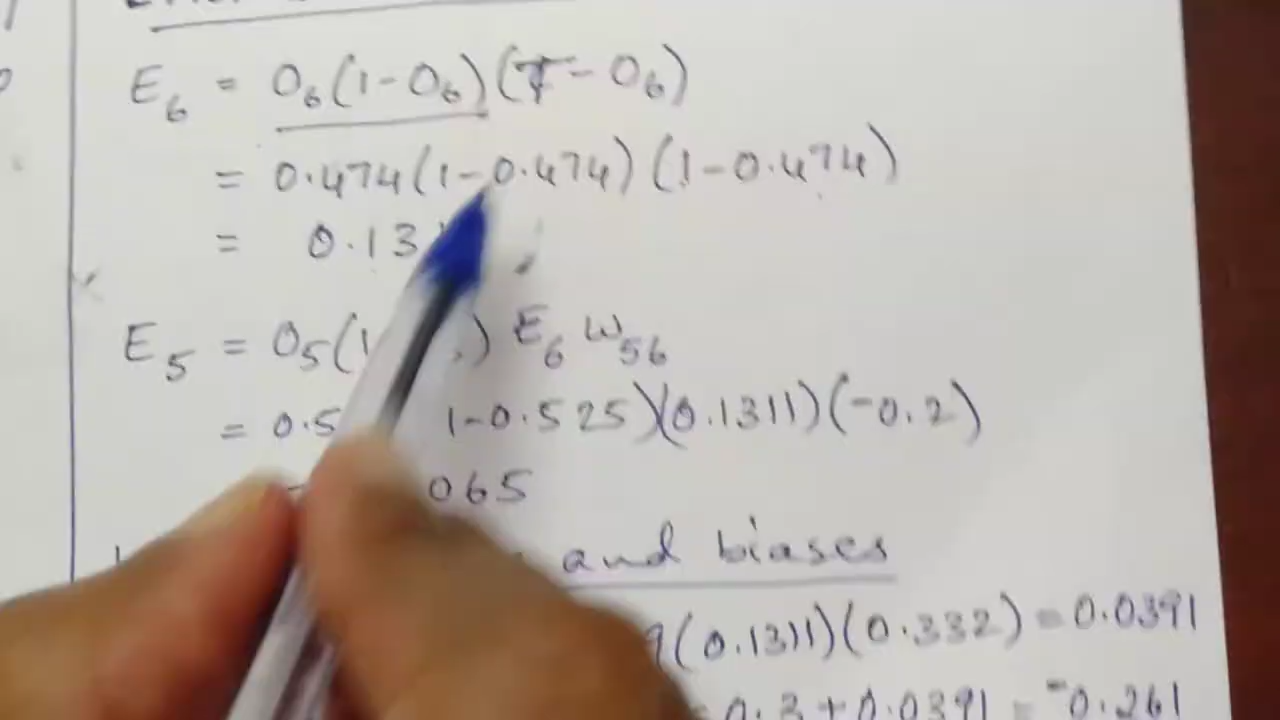 E₆ = O₆(1-O₆)(T-O₆)
= 0.474(1-0.474)(1-0.474)
= 0.131
E₅ = O₅(1 ) E₆ W₅₆
= 0.5 1-0.525)(0.1311)(-0.2)
065
and biases
9(0.1311)(0.332) = 0.0391
0.3+0.0391 = -0.261